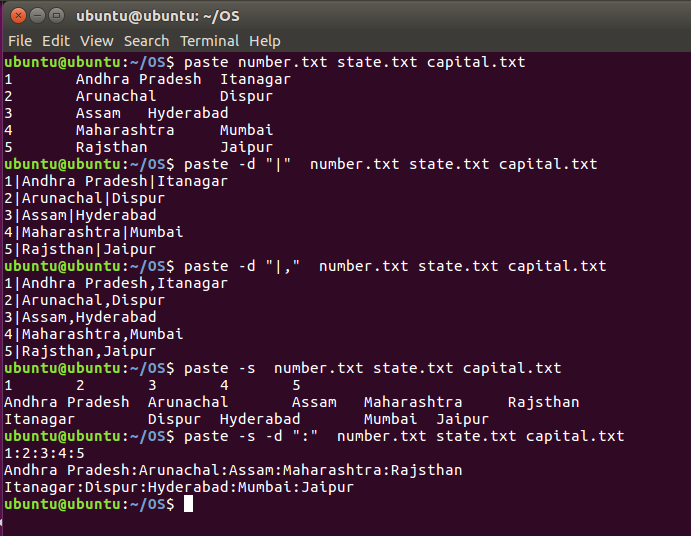 ubuntu@ubuntu: ~/OS
File Edit View Search Terminal Help
ubuntu@ubuntu:~/OS$ paste number.txt state.txt capital.txt
1       Andhra Pradesh  Itanagar
2       Arunachal       Dispur
3       Assam   Hyderabad
4       Maharashtra     Mumbai
5       Rajsthan        Jaipur
ubuntu@ubuntu:~/OS$ paste -d "|"  number.txt state.txt capital.txt
1|Andhra Pradesh|Itanagar
2|Arunachal|Dispur
3|Assam|Hyderabad
4|Maharashtra|Mumbai
5|Rajsthan|Jaipur
ubuntu@ubuntu:~/OS$ paste -d "|,"  number.txt state.txt capital.txt
1|Andhra Pradesh,Itanagar
2|Arunachal,Dispur
3|Assam,Hyderabad
4|Maharashtra,Mumbai
5|Rajsthan,Jaipur
ubuntu@ubuntu:~/OS$ paste -s  number.txt state.txt capital.txt
1       2       3       4       5
Andhra Pradesh  Arunachal       Assam   Maharashtra     Rajsthan
Itanagar        Dispur  Hyderabad       Mumbai  Jaipur
ubuntu@ubuntu:~/OS$ paste -s -d ":"  number.txt state.txt capital.txt
1:2:3:4:5
Andhra Pradesh:Arunachal:Assam:Maharashtra:Rajsthan
Itanagar:Dispur:Hyderabad:Mumbai:Jaipur
ubuntu@ubuntu:~/OS$